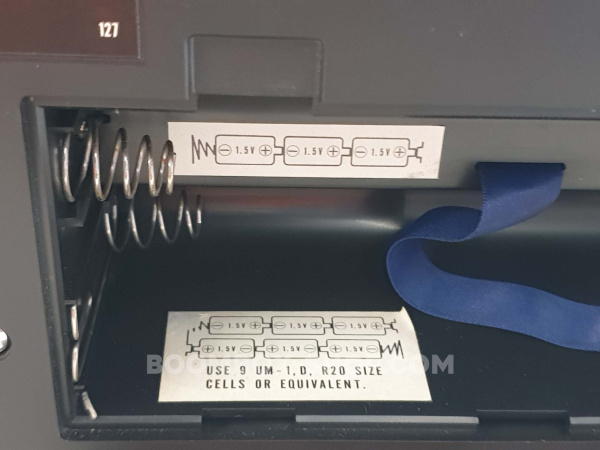 127
⊖ 1.5V ⊕ ⊖ 1.5V ⊕ ⊖ 1.5V ⊕
⊖ 1.5V ⊕ ⊖ 1.5V ⊕ ⊖ 1.5V ⊕
⊕ 1.5V ⊖ ⊕ 1.5V ⊖ ⊕ 1.5V ⊖
USE 9 UM-1, D, R20 SIZE
CELLS OR EQUIVALENT.